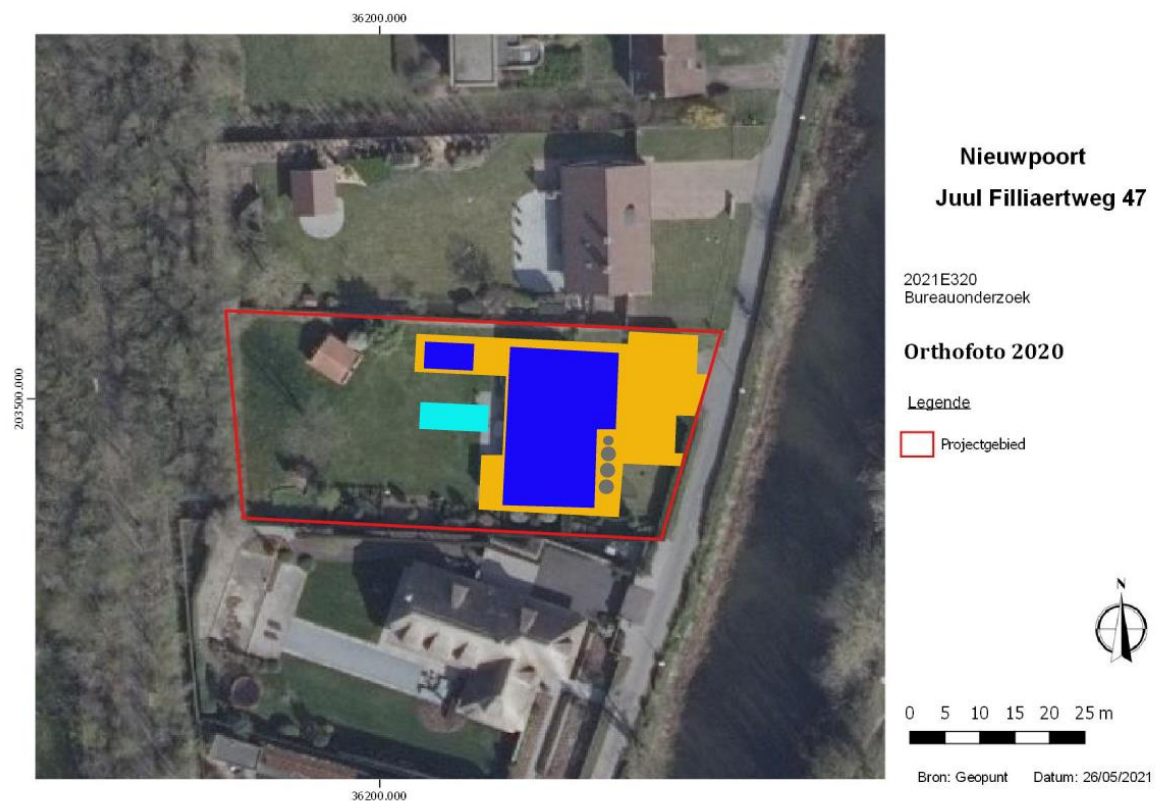 36200.000
203500.000
36200.000
Nieuwpoort
Juul Filliaertweg 47
2021E320
Bureauonderzoek
Orthofoto 2020
Legende
Projectgebied
N
0 5 10 15 20 25 m
Bron: Geopunt Datum: 26/05/2021